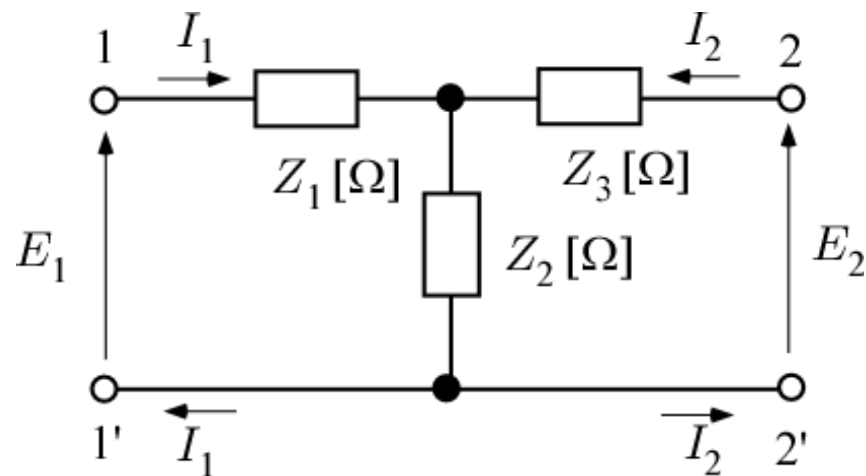 1 I₁ I₂ 2
Z₁ [Ω] Z₃ [Ω]
E₁ Z₂ [Ω] E₂
1' I₁ I₂ 2'